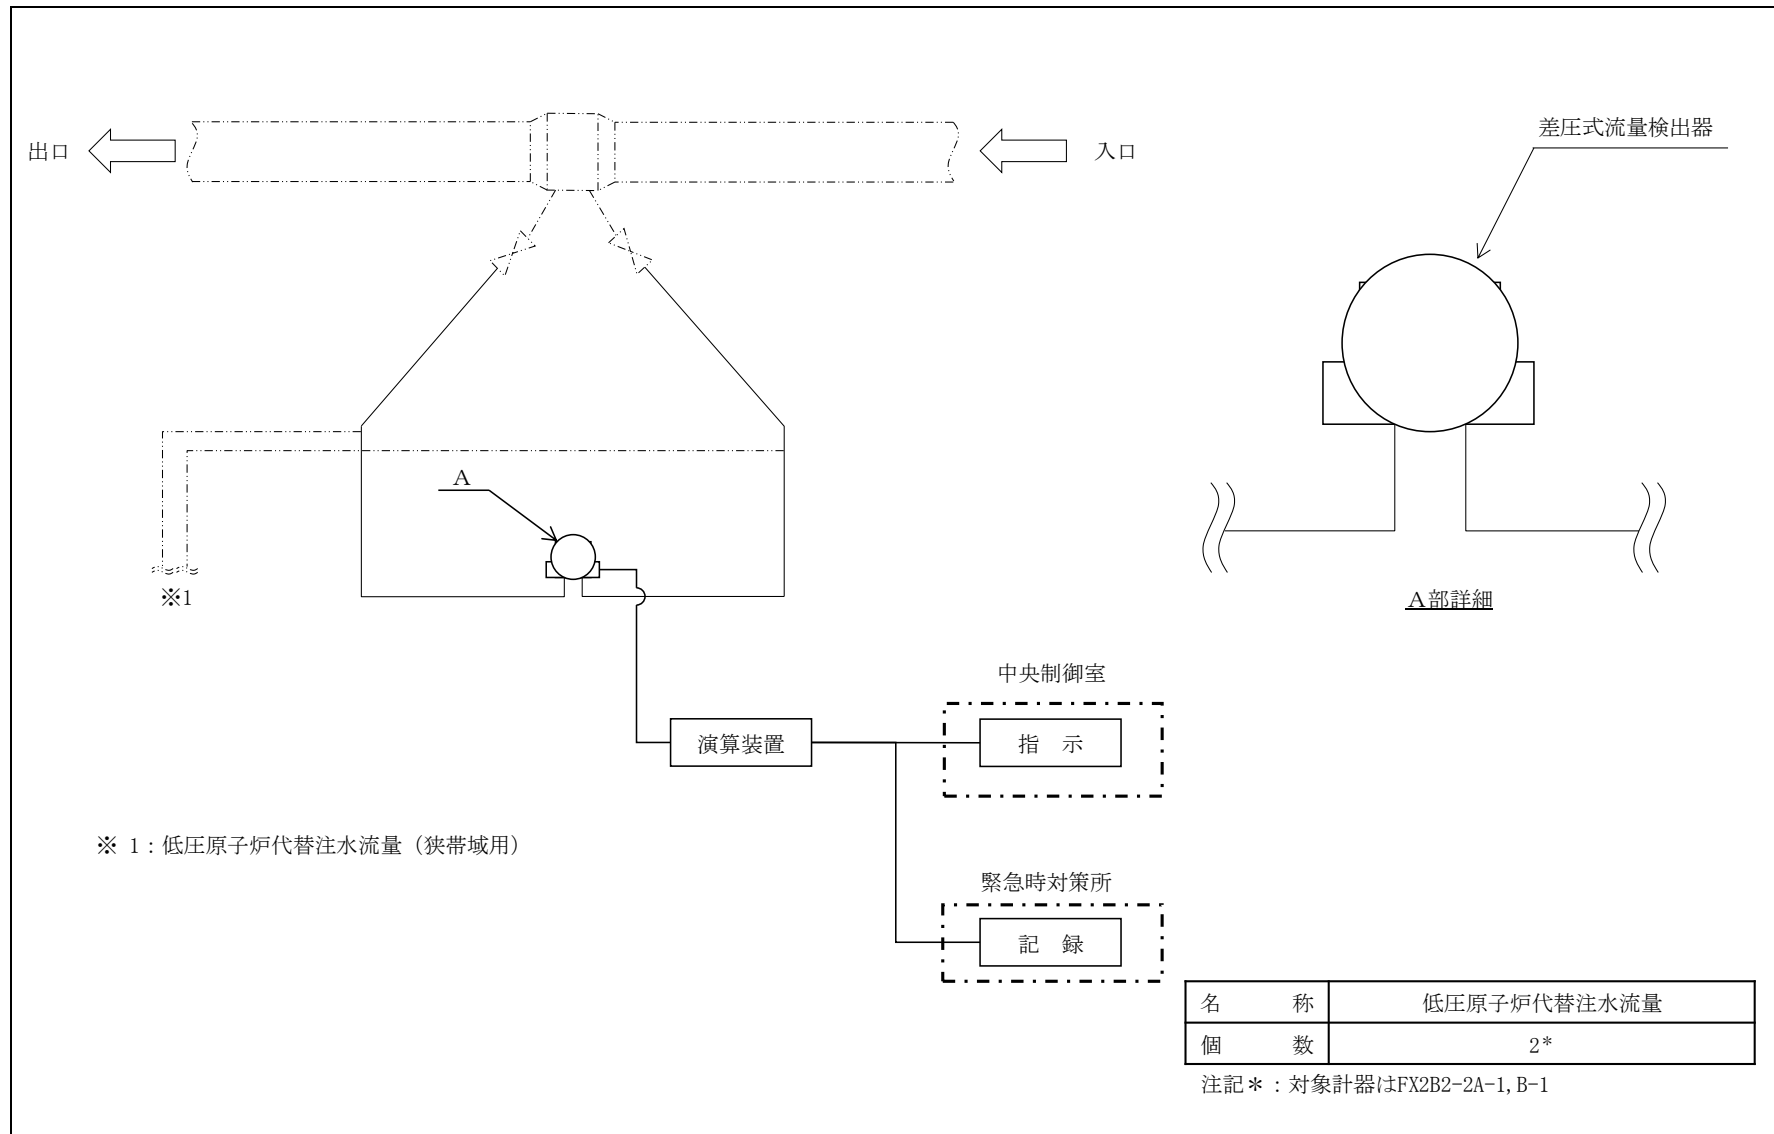 出口
入口
差圧式流量検出器
A
※1
A部詳細
中央制御室
演算装置
指 示
※ 1：低圧原子炉代替注水流量（狭帯域用）
緊急時対策所
記 録
名 称 低圧原子炉代替注水流量
個 数 2*
注記＊：対象計器はFX2B2-2A-1,B-1